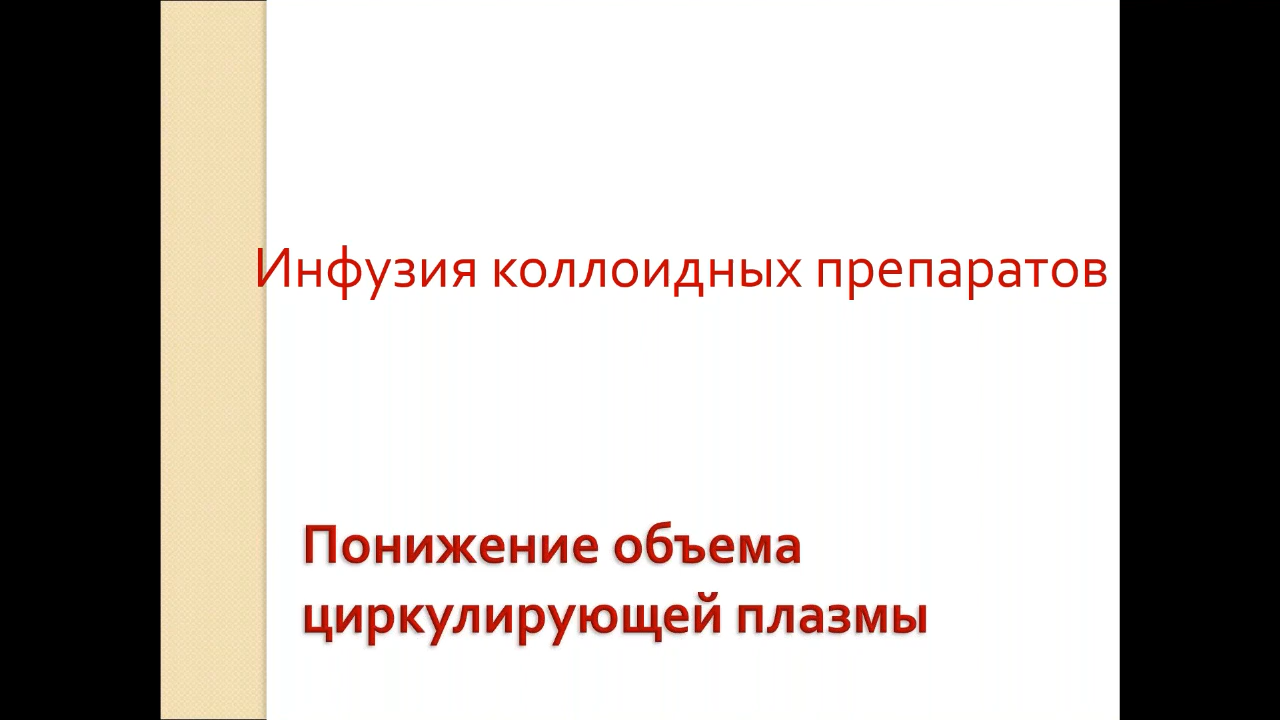 Инфузия коллоидных препаратов
Понижение объема
циркулирующей плазмы